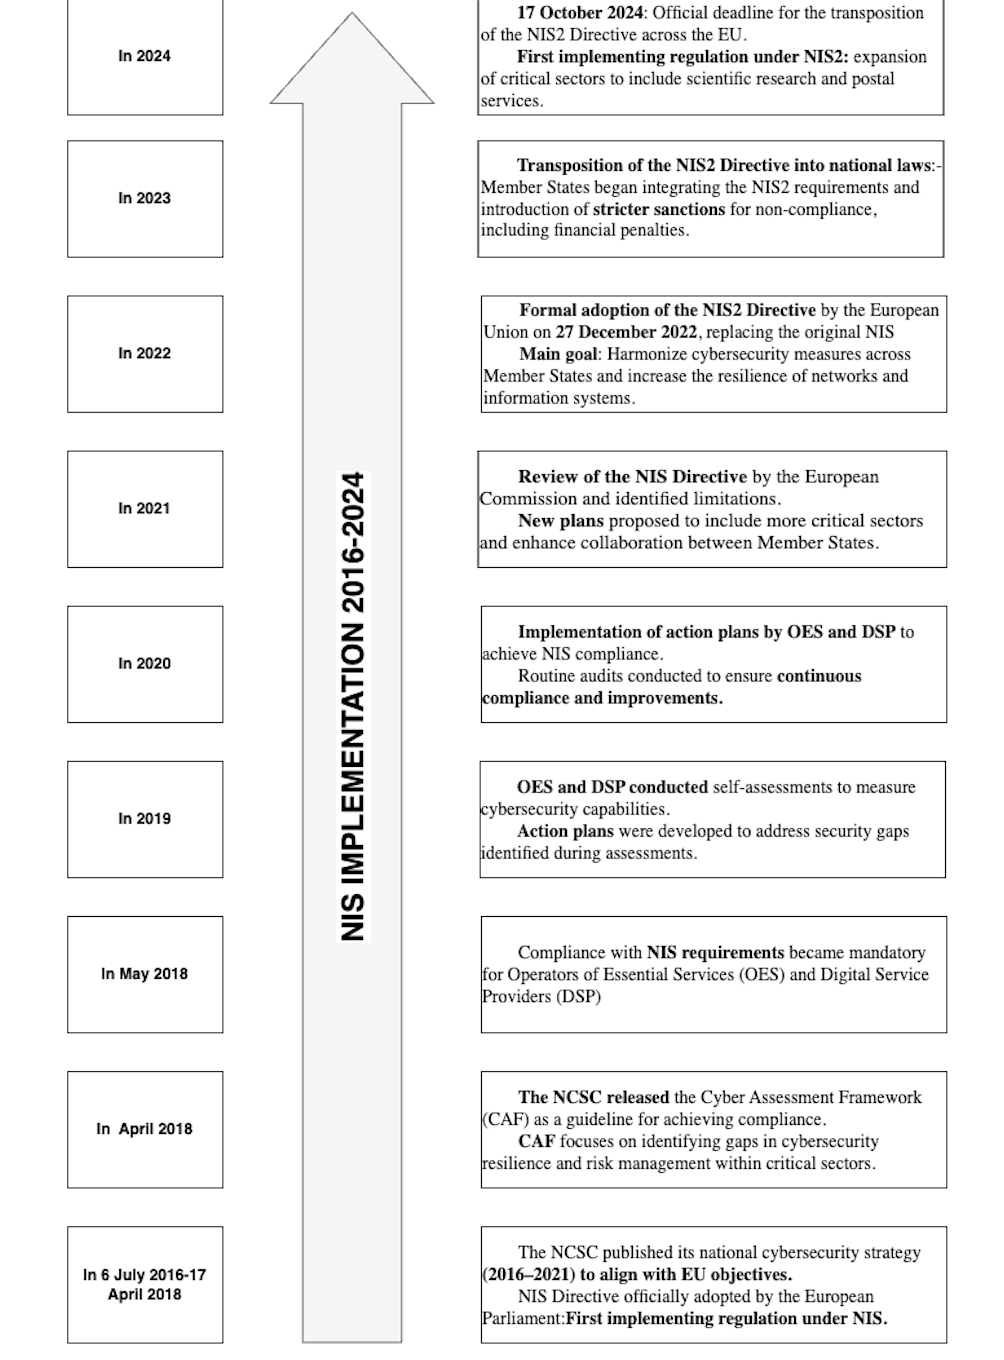 In 2024
17 October 2024: Official deadline for the transposition
of the NIS2 Directive across the EU.
First implementing regulation under NIS2: expansion
of critical sectors to include scientific research and postal
services.
In 2023
Transposition of the NIS2 Directive into national laws:-
Member States began integrating the NIS2 requirements and
introduction of stricter sanctions for non-compliance,
including financial penalties.
In 2022
Formal adoption of the NIS2 Directive by the European
Union on 27 December 2022, replacing the original NIS
Main goal: Harmonize cybersecurity measures across
Member States and increase the resilience of networks and
information systems.
In 2021
Review of the NIS Directive by the European
Commission and identified limitations.
New plans proposed to include more critical sectors
and enhance collaboration between Member States.
NIS IMPLEMENTATION 2016-2024
In 2020
Implementation of action plans by OES and DSP to
achieve NIS compliance.
Routine audits conducted to ensure continuous
compliance and improvements.
In 2019
OES and DSP conducted self-assessments to measure
cybersecurity capabilities.
Action plans were developed to address security gaps
identified during assessments.
In May 2018
Compliance with NIS requirements became mandatory
for Operators of Essential Services (OES) and Digital Service
Providers (DSP)
In April 2018
The NCSC released the Cyber Assessment Framework
(CAF) as a guideline for achieving compliance.
CAF focuses on identifying gaps in cybersecurity
resilience and risk management within critical sectors.
In 6 July 2016-17
April 2018
The NCSC published its national cybersecurity strategy
(2016–2021) to align with EU objectives.
NIS Directive officially adopted by the European
Parliament:First implementing regulation under NIS.